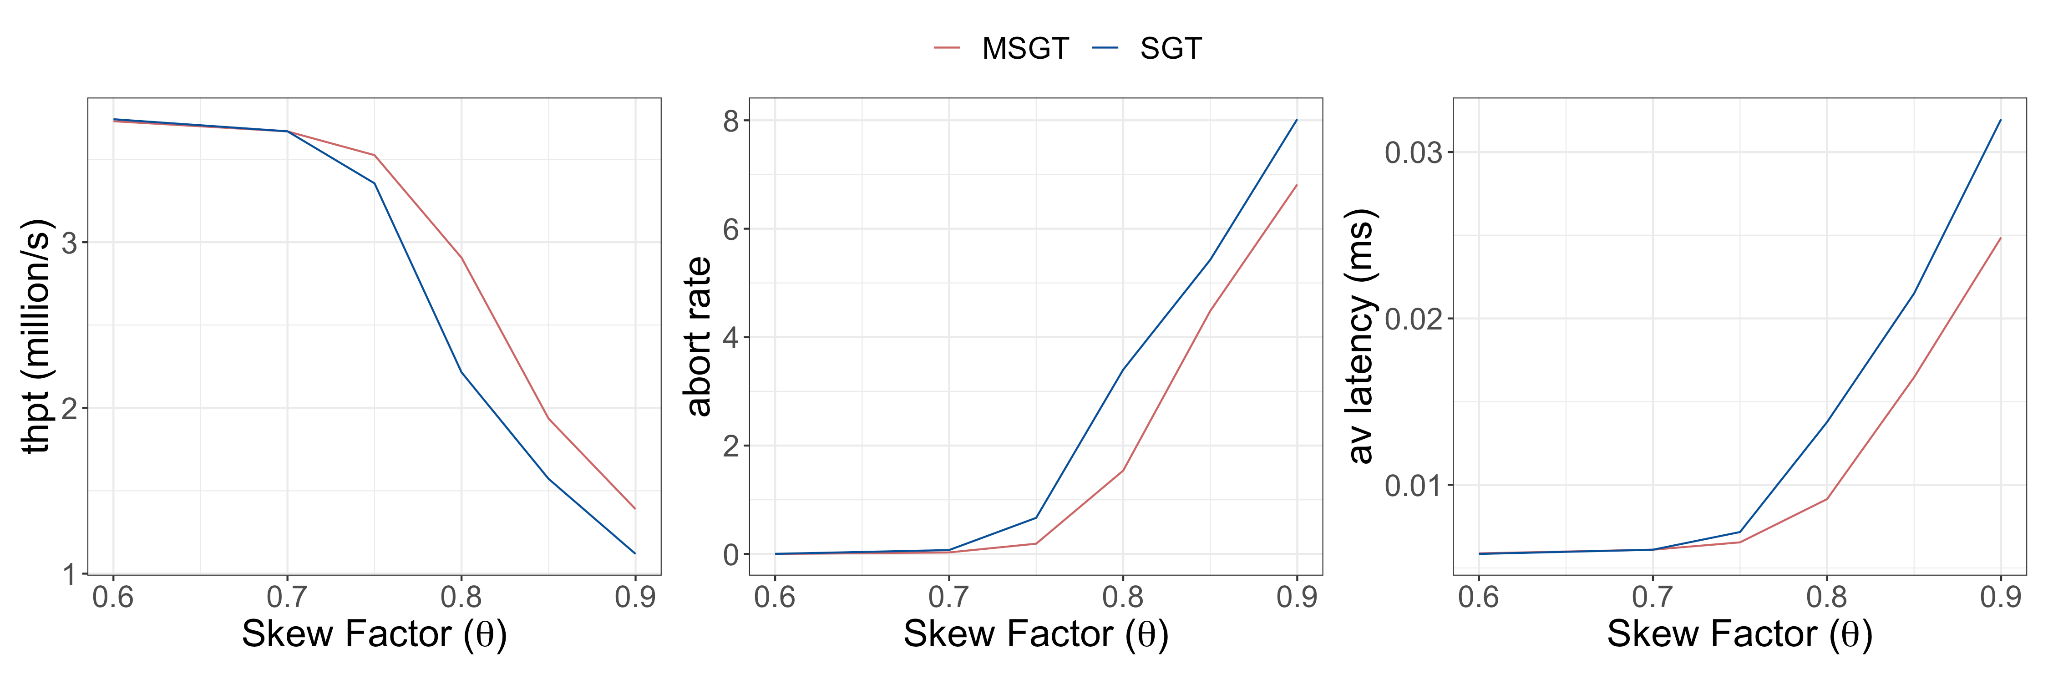 MSGT SGT
thpt (million/s)
3
2
1
0.6 0.7 0.8 0.9
Skew Factor (θ)
abort rate
8
6
4
2
0
0.6 0.7 0.8 0.9
Skew Factor (θ)
av latency (ms)
0.03
0.02
0.01
0.6 0.7 0.8 0.9
Skew Factor (θ)